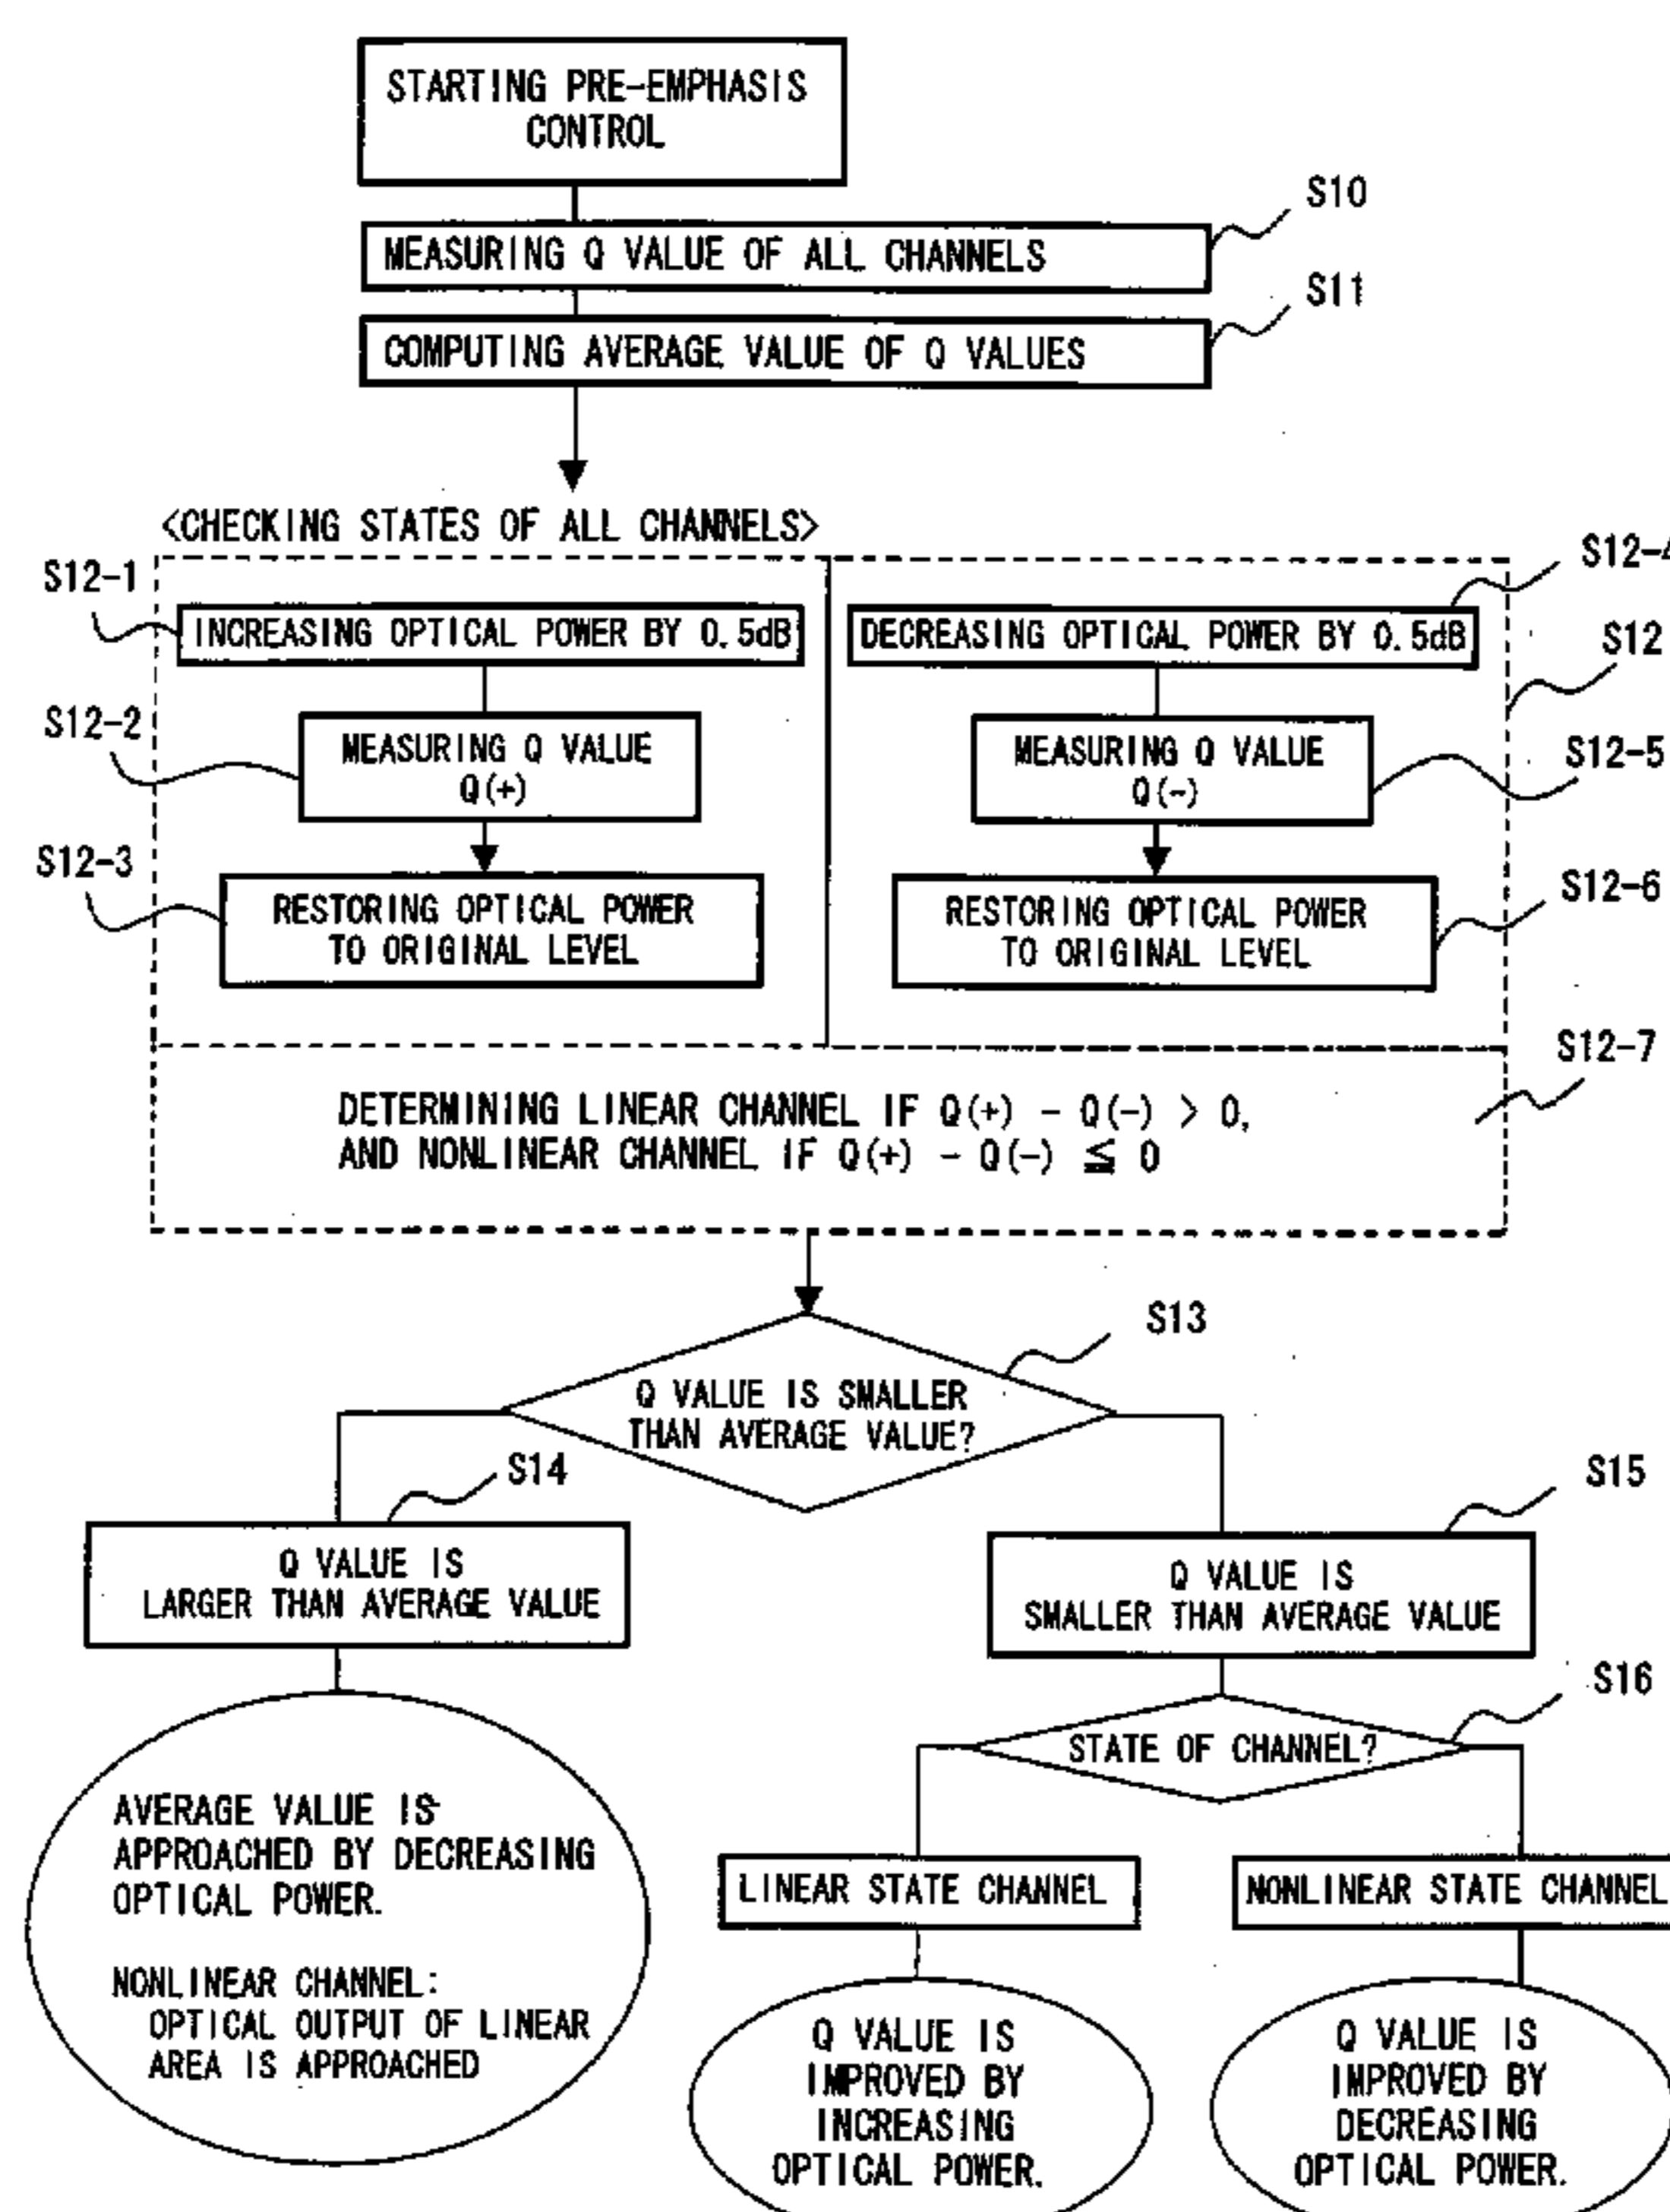 STARTING PRE-EMPHASIS
CONTROL
S10
MEASURING Q VALUE OF ALL CHANNELS
S11
COMPUTING AVERAGE VALUE OF Q VALUES
<CHECKING STATES OF ALL CHANNELS>
S12-1
S12-4
INCREASING OPTICAL POWER BY 0.5dB
DECREASING OPTICAL POWER BY 0.5dB
S12
S12-2
MEASURING Q VALUE
Q(+)
MEASURING Q VALUE
Q(-)
S12-5
S12-3
RESTORING OPTICAL POWER
TO ORIGINAL LEVEL
RESTORING OPTICAL POWER
TO ORIGINAL LEVEL
S12-6
S12-7
DETERMINING LINEAR CHANNEL IF Q(+) - Q(-) > 0,
AND NONLINEAR CHANNEL IF Q(+) - Q(-) ≦ 0
S13
Q VALUE IS SMALLER
THAN AVERAGE VALUE?
S14
S15
Q VALUE IS
LARGER THAN AVERAGE VALUE
Q VALUE IS
SMALLER THAN AVERAGE VALUE
S16
STATE OF CHANNEL?
AVERAGE VALUE IS
APPROACHED BY DECREASING
OPTICAL POWER.
NONLINEAR CHANNEL:
OPTICAL OUTPUT OF LINEAR
AREA IS APPROACHED
LINEAR STATE CHANNEL
NONLINEAR STATE CHANNEL
Q VALUE IS
IMPROVED BY
INCREASING
OPTICAL POWER.
Q VALUE IS
IMPROVED BY
DECREASING
OPTICAL POWER.